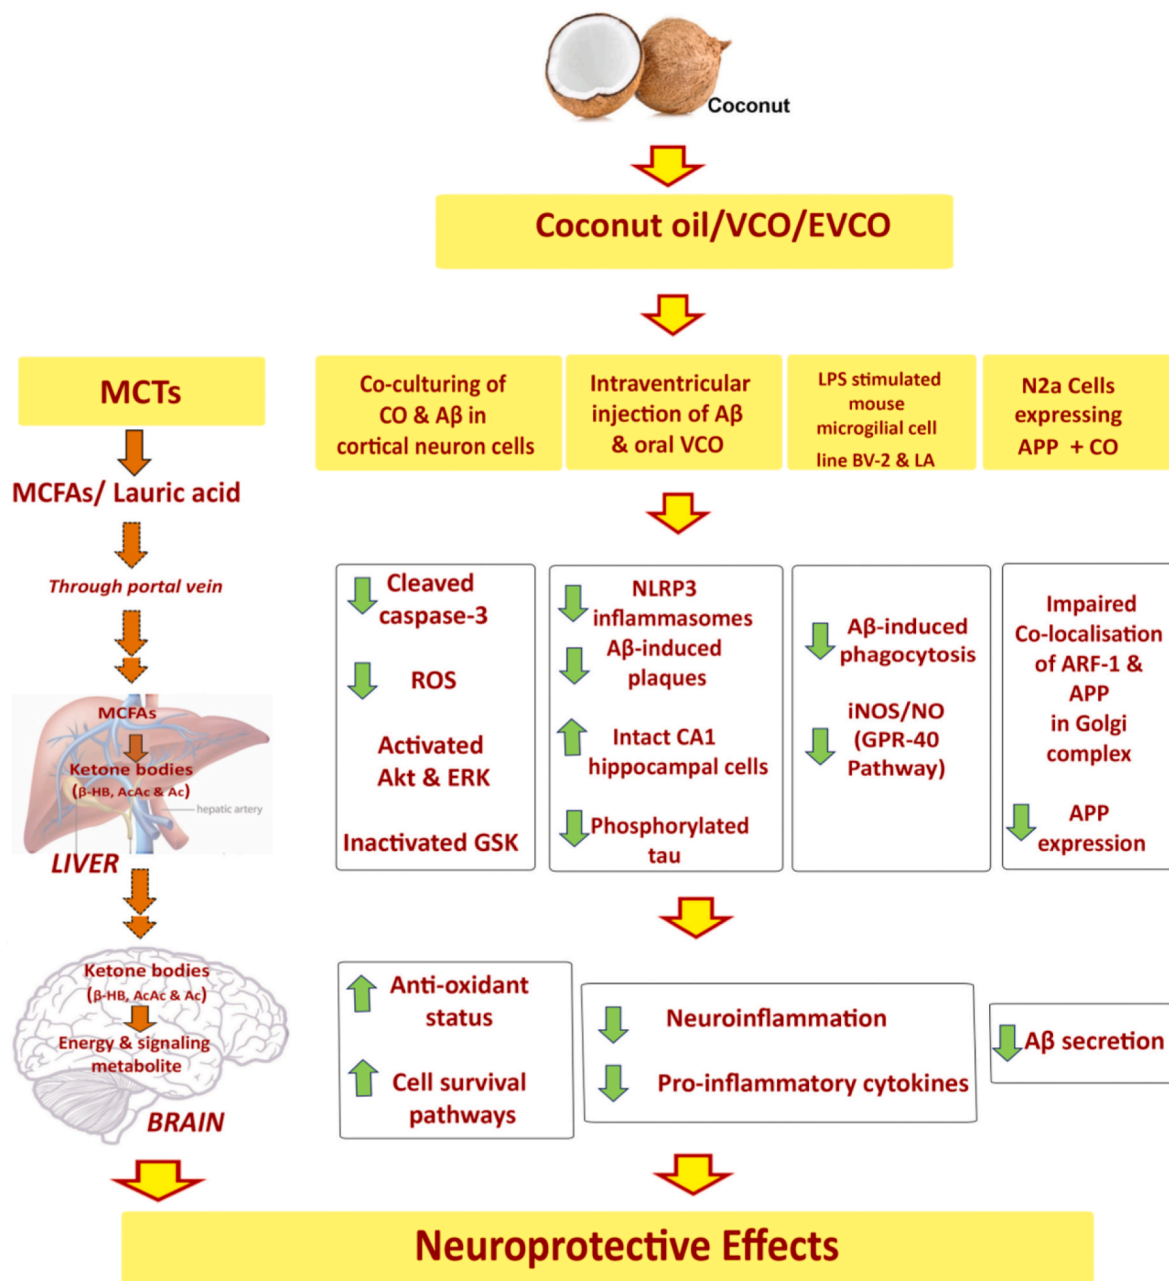 Coconut
Coconut oil/VCO/EVCO
MCTs
MCFAs/ Lauric acid
Through portal vein
MCFAs
Ketone bodies
(β-HB, AcAc & Ac)
hepatic artery
LIVER
Ketone bodies
(β-HB, AcAc & Ac)
Energy & signaling
metabolite
BRAIN
Co-culturing of
CO & Aβ in
cortical neuron cells
Intraventricular
injection of Aβ
& oral VCO
LPS stimulated
mouse
microgilial cell
line BV-2 & LA
N2a Cells
expressing
APP + CO
Cleaved
caspase-3
ROS
Activated
Akt & ERK
Inactivated GSK
NLRP3
inflammasomes
Aβ-induced
plaques
Intact CA1
hippocampal cells
Phosphorylated
tau
Aβ-induced
phagocytosis
iNOS/NO
(GPR-40
Pathway)
Impaired
Co-localisation
of ARF-1 &
APP
in Golgi
complex
APP
expression
Anti-oxidant
status
Cell survival
pathways
Neuroinflammation
Pro-inflammatory cytokines
Aβ secretion
Neuroprotective Effects